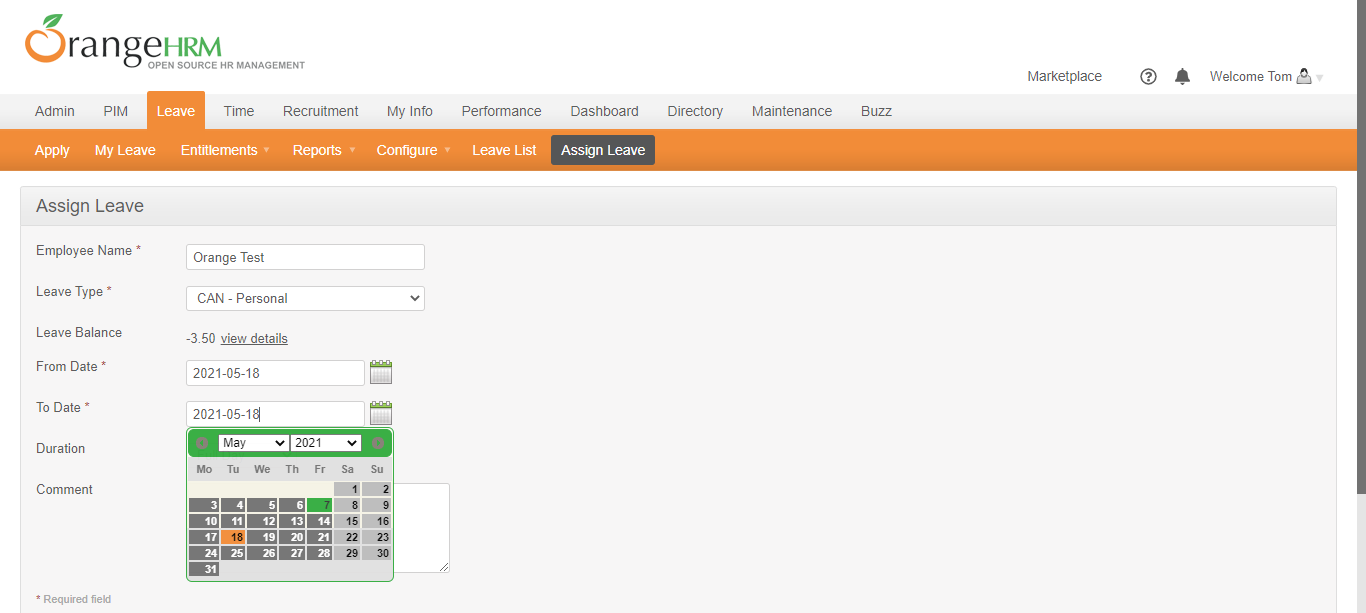 OrangeHRM
OPEN SOURCE HR MANAGEMENT
Marketplace ? Welcome Tom
Admin PIM Leave Time Recruitment My Info Performance Dashboard Directory Maintenance Buzz
Apply My Leave Entitlements Reports Configure Leave List Assign Leave
Assign Leave
Employee Name * Orange Test
Leave Type * CAN - Personal
Leave Balance -3.50 view details
From Date * 2021-05-18
To Date * 2021-05-18
Duration
Comment
May 2021
Mo Tu We Th Fr Sa Su
1 2
3 4 5 6 7 8 9
10 11 12 13 14 15 16
17 18 19 20 21 22 23
24 25 26 27 28 29 30
31
* Required field